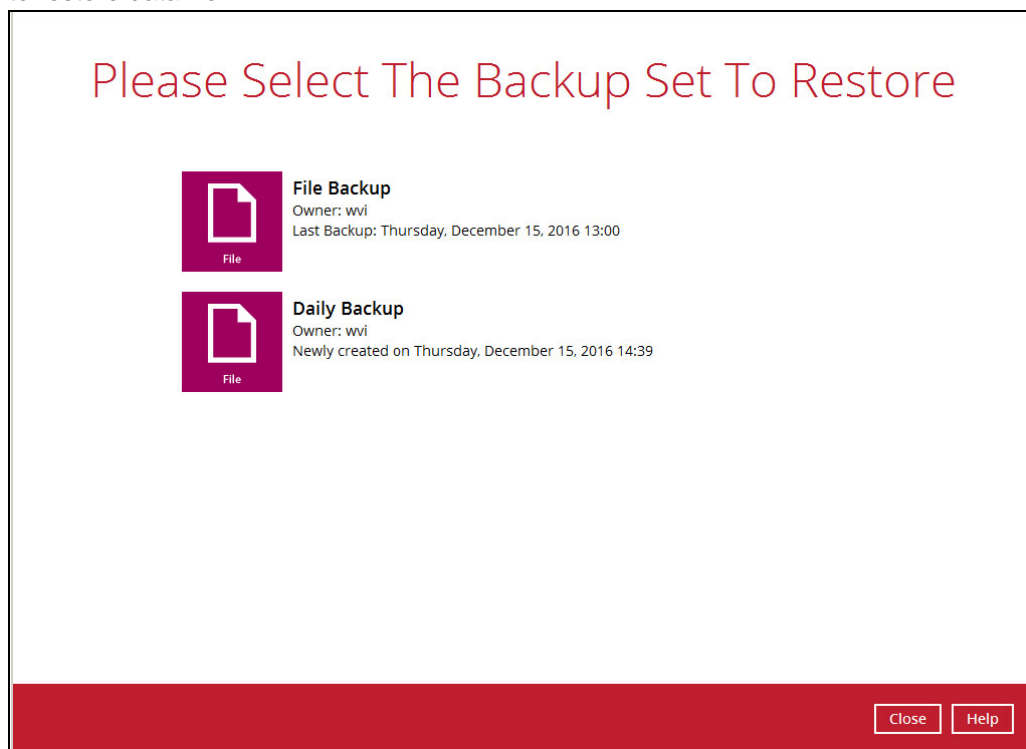 Please Select The Backup Set To Restore
File Backup
Owner: wvi
Last Backup: Thursday, December 15, 2016 13:00
File
Daily Backup
Owner: wvi
Newly created on Thursday, December 15, 2016 14:39
File
Close Help